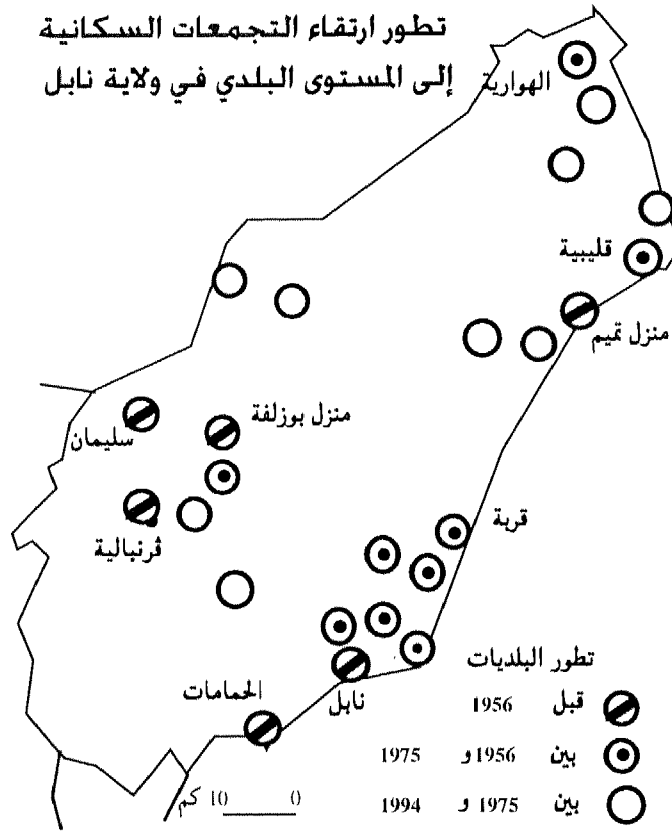 تطور ارتقاء التجمعات السكانية
إلى المستوى البلدي في ولاية نابل
الهوارية
قليبية
منزل تميم
منزل بوزلفة
سليمان
قربة
ڨرنبالية
الحمامات
نابل
تطور البلديات
قبل 1956
بين 1956 و 1975
بين 1975 و 1994
0 10 كم